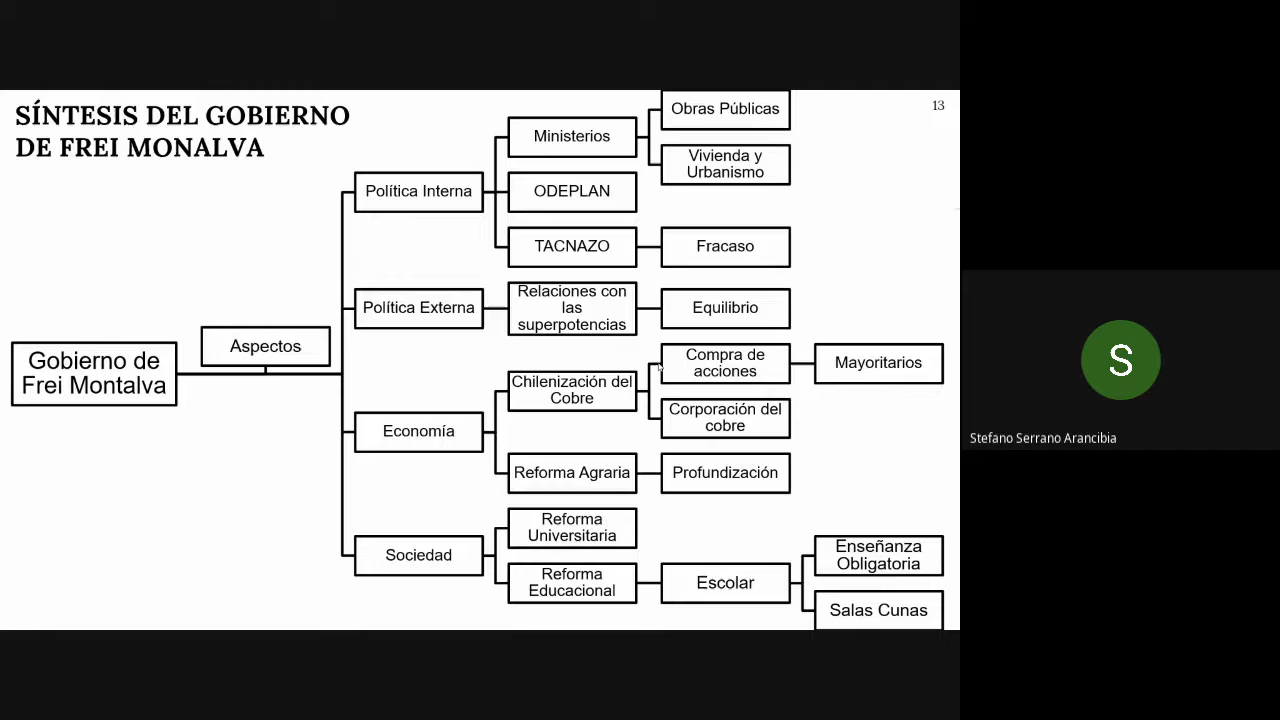 SÍNTESIS DEL GOBIERNO
DE FREI MONALVA
13
Gobierno de
Frei Montalva
Aspectos
Política Interna
Ministerios
Obras Públicas
Vivienda y
Urbanismo
ODEPLAN
TACNAZO
Fracaso
Política Externa
Relaciones con
las
superpotencias
Equilibrio
Economía
Chilenización del
Cobre
Compra de
acciones
Mayoritarios
Corporación del
cobre
Reforma Agraria
Profundización
Sociedad
Reforma
Universitaria
Reforma
Educacional
Escolar
Enseñanza
Obligatoria
Salas Cunas
S
Stefano Serrano Arancibia